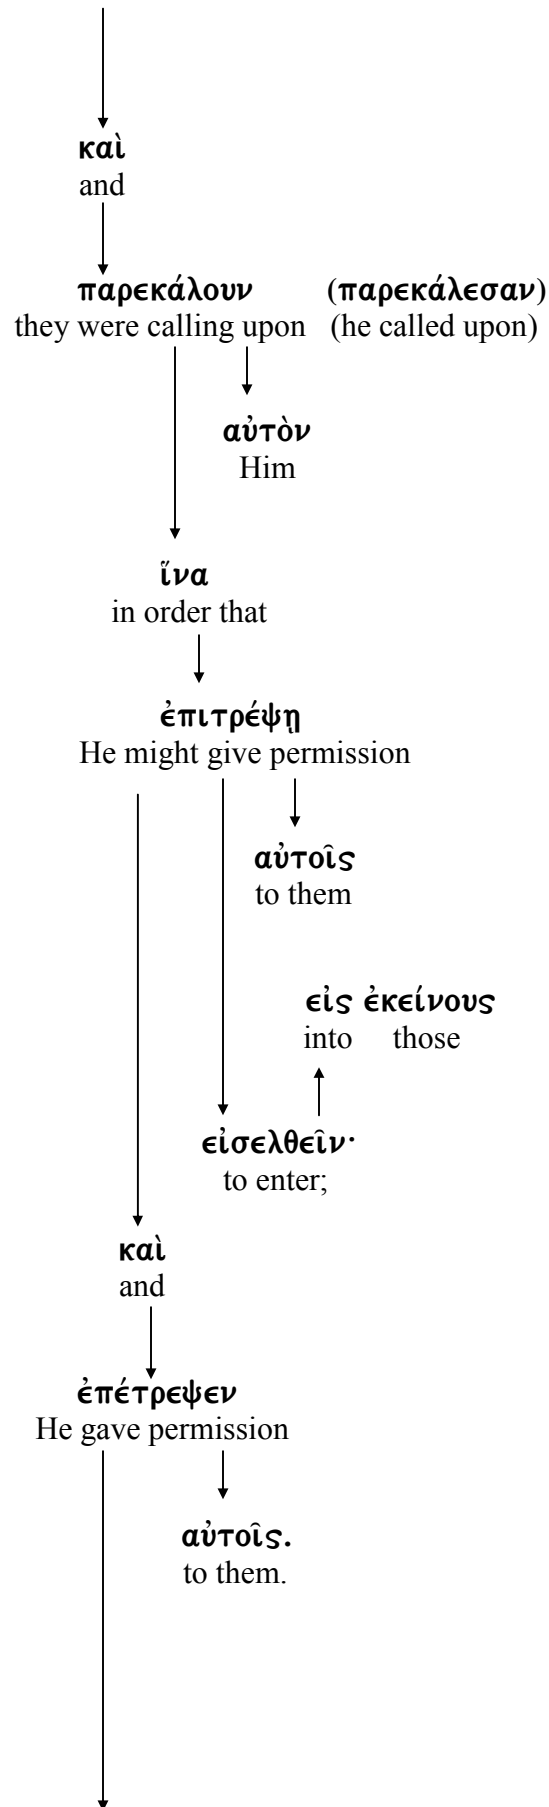 καὶ
and
παρεκάλουν (παρεκάλεσαν)
they were calling upon (he called upon)
αὐτὸν
Him
ἵνα
in order that
ἐπιτρέψῃ
He might give permission
αὐτοῖς
to them
εἰς ἐκείνους
into those
εἰσελθεῖν·
to enter;
καὶ
and
ἐπέτρεψεν
He gave permission
αὐτοῖς.
to them.